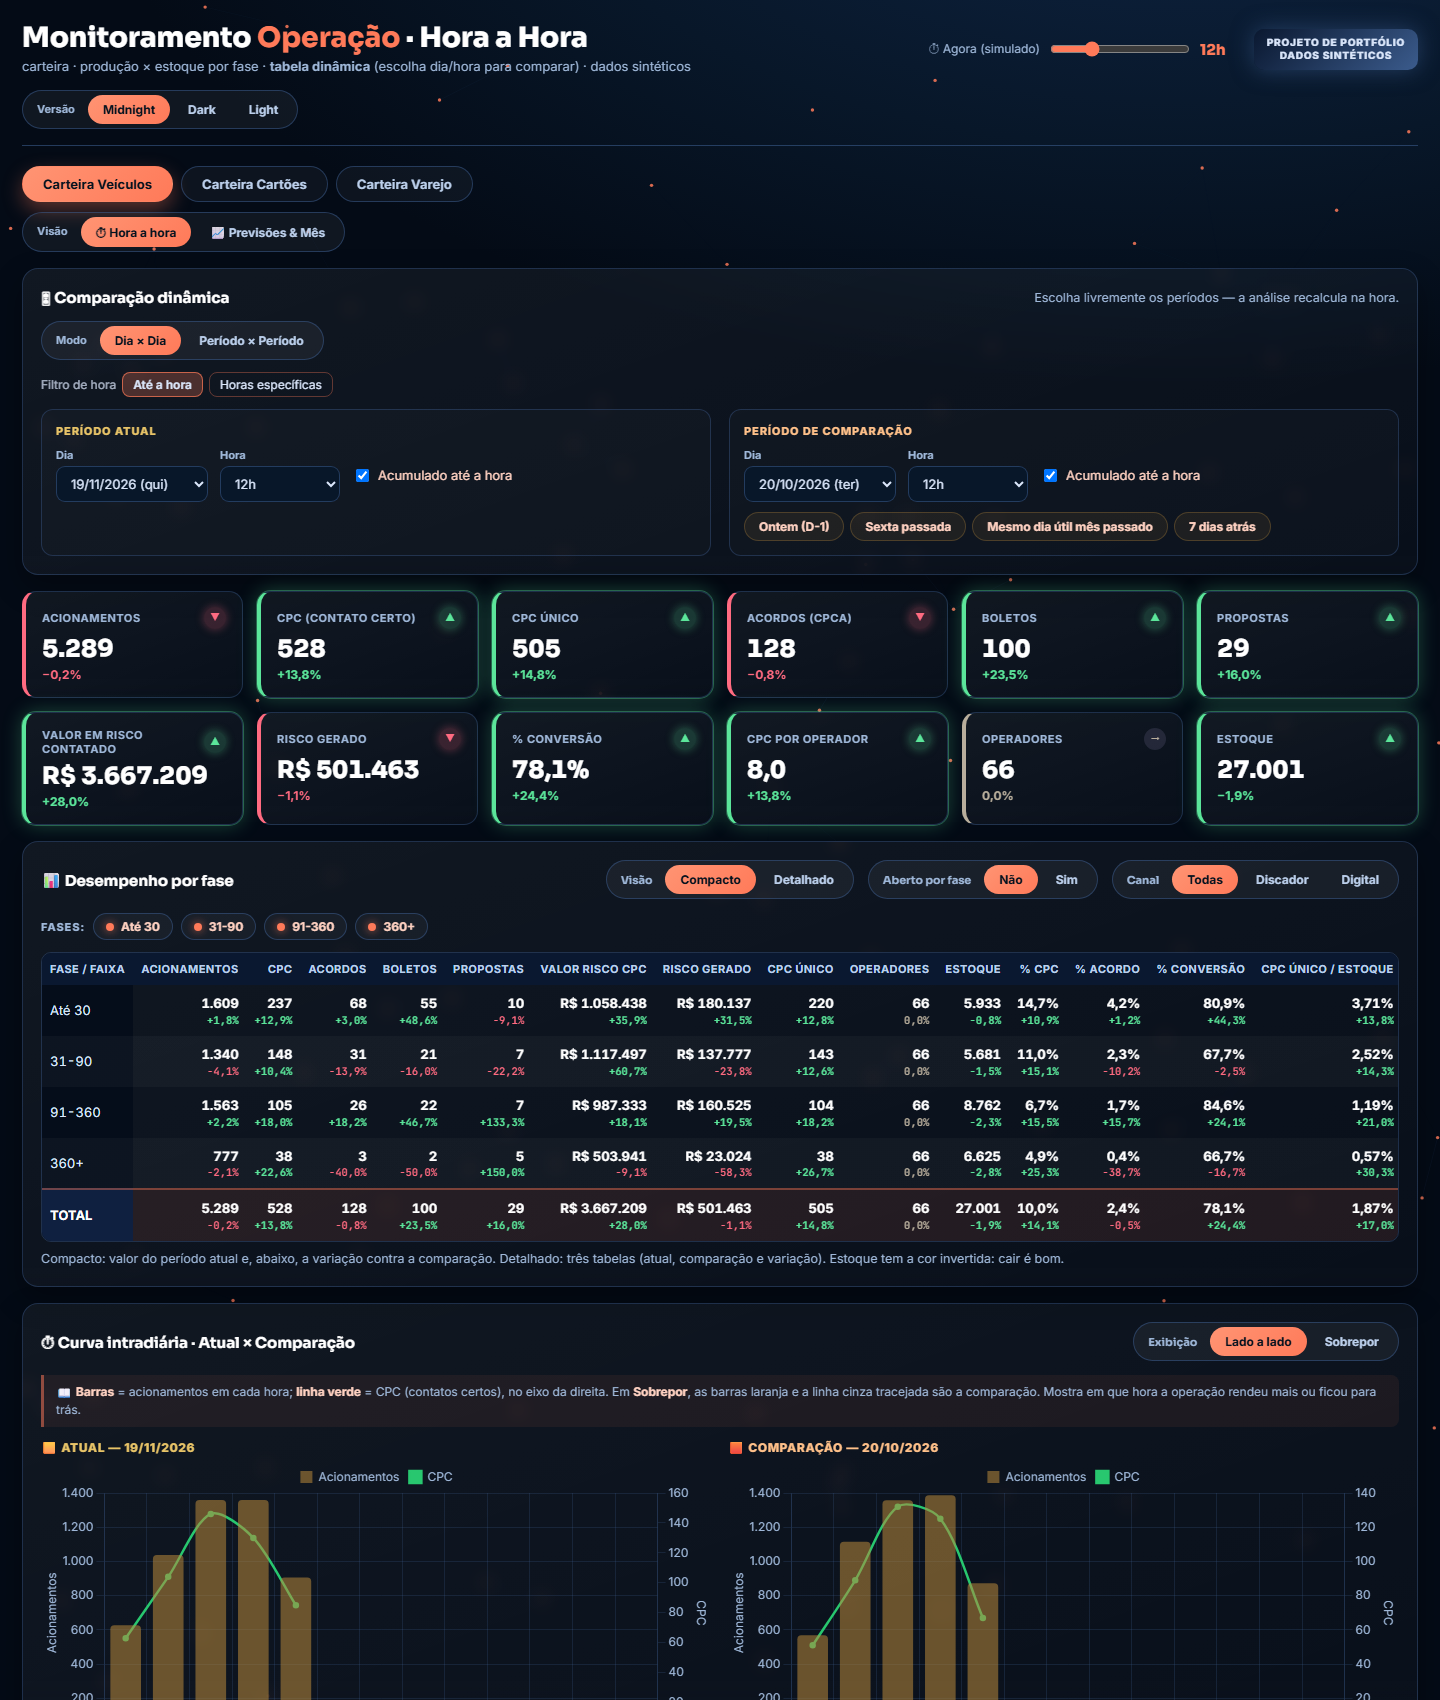 Monitoramento Operação · Hora a Hora
carteira · produção × estoque por fase · tabela dinâmica (escolha dia/hora para comparar) · dados sintéticos
⏱ Agora (simulado) 12h
PROJETO DE PORTFÓLIO
DADOS SINTÉTICOS
Versão Midnight Dark Light
Carteira Veículos Carteira Cartões Carteira Varejo
Visão ⏱ Hora a hora 📈 Previsões & Mês
Comparação dinâmica
Escolha livremente os períodos — a análise recalcula na hora.
Modo Dia × Dia Período × Período
Filtro de hora Até a hora Horas específicas
PERÍODO ATUAL
Dia Hora
19/11/2026 (qui) 12h Acumulado até a hora
PERÍODO DE COMPARAÇÃO
Dia Hora
20/10/2026 (ter) 12h Acumulado até a hora
Ontem (D-1) Sexta passada Mesmo dia útil mês passado 7 dias atrás
ACIONAMENTOS ▼
5.289
−0,2%
CPC (CONTATO CERTO) ▲
528
+13,8%
CPC ÚNICO ▲
505
+14,8%
ACORDOS (CPCA) ▼
128
−0,8%
BOLETOS ▲
100
+23,5%
PROPOSTAS ▲
29
+16,0%
VALOR EM RISCO
CONTATADO ▲
R$ 3.667.209
+28,0%
RISCO GERADO ▼
R$ 501.463
−1,1%
% CONVERSÃO ▲
78,1%
+24,4%
CPC POR OPERADOR ▲
8,0
+13,8%
OPERADORES →
66
0,0%
ESTOQUE ▲
27.001
−1,9%
📊 Desempenho por fase
Visão Compacto Detalhado
Aberto por fase Não Sim
Canal Todas Discador Digital
FASES: Até 30 31-90 91-360 360+
FASE / FAIXA ACIONAMENTOS CPC ACORDOS BOLETOS PROPOSTAS VALOR RISCO CPC RISCO GERADO CPC ÚNICO OPERADORES ESTOQUE % CPC % ACORDO % CONVERSÃO CPC ÚNICO / ESTOQUE
Até 30 1.609 237 68 55 10 R$ 1.058.438 R$ 180.137 220 66 5.933 14,7% 4,2% 80,9% 3,71%
+1,8% +12,9% +3,0% +48,6% -9,1% +35,9% +31,5% +12,8% 0,0% -0,8% +10,9% +1,2% +44,3% +13,8%
31-90 1.340 148 31 21 7 R$ 1.117.497 R$ 137.777 143 66 5.681 11,0% 2,3% 67,7% 2,52%
-4,1% +10,4% -13,9% -16,0% -22,2% +60,7% -23,8% +12,6% 0,0% -1,5% +15,1% -10,2% -2,5% +14,3%
91-360 1.563 105 26 22 7 R$ 987.333 R$ 160.525 104 66 8.762 6,7% 1,7% 84,6% 1,19%
+2,2% +18,0% +18,2% +46,7% +133,3% +18,1% +19,5% +18,2% 0,0% -2,3% +15,5% +15,7% +24,1% +21,0%
360+ 777 38 3 2 5 R$ 503.941 R$ 23.024 38 66 6.625 4,9% 0,4% 66,7% 0,57%
-2,1% +22,6% -40,0% -50,0% +150,0% -9,1% -58,3% +26,7% 0,0% -2,8% +25,3% -38,7% -16,7% +30,3%
TOTAL 5.289 528 128 100 29 R$ 3.667.209 R$ 501.463 505 66 27.001 10,0% 2,4% 78,1% 1,87%
-0,2% +13,8% -0,8% +23,5% +16,0% +28,0% -1,1% +14,8% 0,0% -1,9% +14,1% -0,5% +24,4% +17,0%
Compacto: valor do período atual e, abaixo, a variação contra a comparação. Detalhado: três tabelas (atual, comparação e variação). Estoque tem a cor invertida: cair é bom.
⏱ Curva intradiária · Atual × Comparação
Exibição Lado a lado Sobrepor
📖 Barras = acionamentos em cada hora; linha verde = CPC (contatos certos), no eixo da direita. Em Sobrepor, as barras laranja e a linha cinza tracejada são a comparação. Mostra em que hora a operação rendeu mais ou ficou para
trás.
ATUAL — 19/11/2026
Acionamentos CPC
1.400
1.200
1.000
800
600
400
200
Acionamentos
160
140
120
100
80
60
40
20
CPC
COMPARAÇÃO — 20/10/2026
Acionamentos CPC
1.400
1.200
1.000
800
600
400
200
Acionamentos
140
120
100
80
60
40
20
CPC